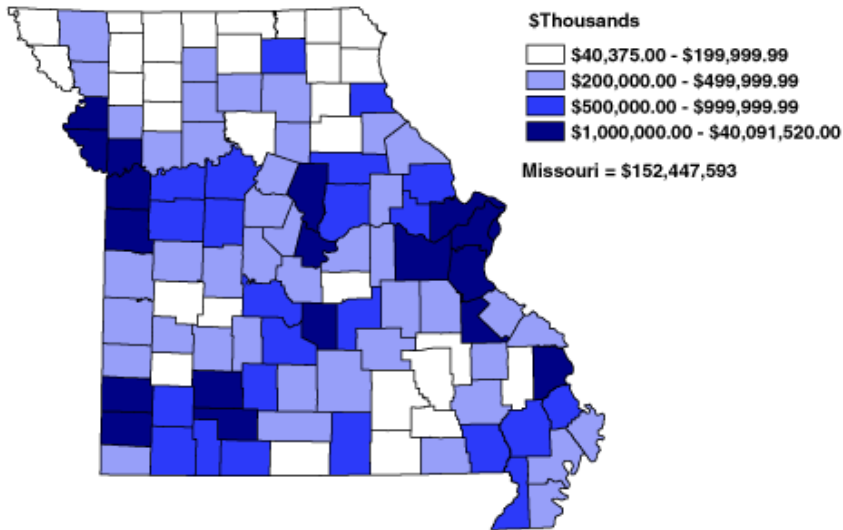 $Thousands
$40,375.00 - $199,999.99
$200,000.00 - $499,999.99
$500,000.00 - $999,999.99
$1,000,000.00 - $40,091,520.00
Missouri = $152,447,593